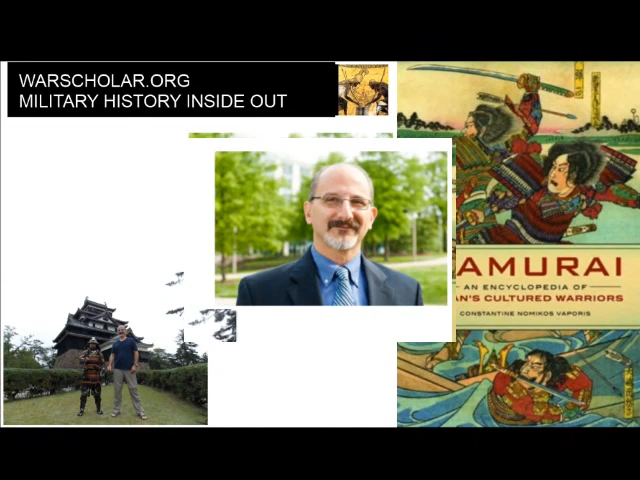 WARSCHOLAR.ORG
MILITARY HISTORY INSIDE OUT
AMURAI
AN ENCYCLOPEDIA OF
AN'S CULTURED WARRIORS
CONSTANTINE NOMIKOS VAPORIS